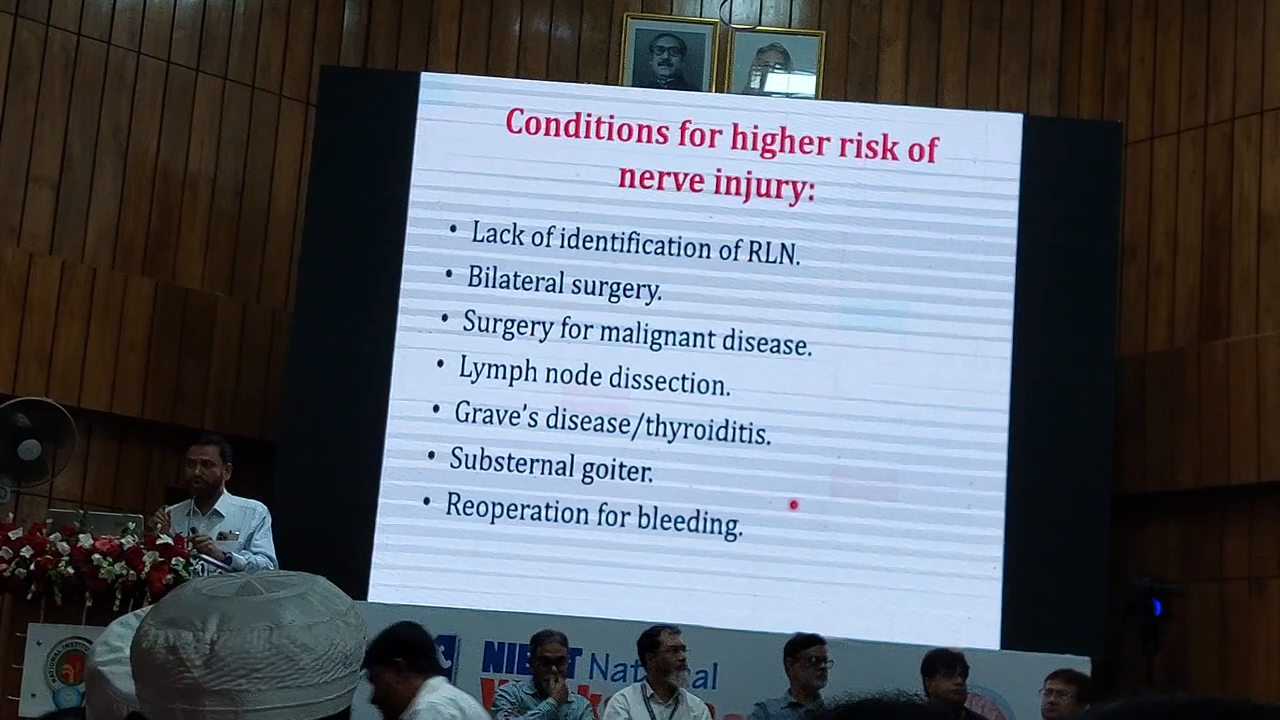 Conditions for higher risk of
nerve injury:
• Lack of identification of RLN.
• Bilateral surgery.
• Surgery for malignant disease.
• Lymph node dissection.
• Grave's disease/thyroiditis.
• Substernal goiter.
• Reoperation for bleeding.
NATIONAL